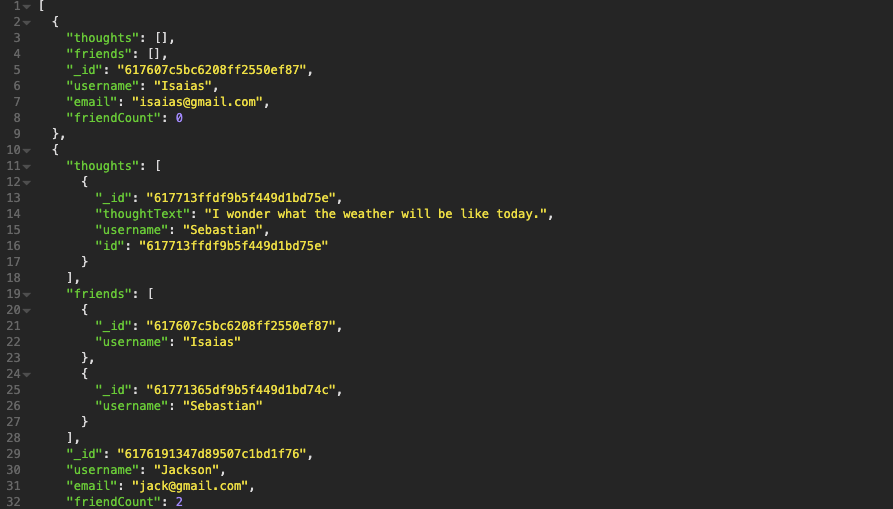 1 [
2   {
3     "thoughts": [],
4     "friends": [],
5     "_id": "617607c5bc6208ff2550ef87",
6     "username": "Isaias",
7     "email": "isaias@gmail.com",
8     "friendCount": 0
9   },
10   {
11     "thoughts": [
12       {
13         "_id": "617713ffdf9b5f449d1bd75e",
14         "thoughtText": "I wonder what the weather will be like today.",
15         "username": "Sebastian",
16         "id": "617713ffdf9b5f449d1bd75e"
17       }
18     ],
19     "friends": [
20       {
21         "_id": "617607c5bc6208ff2550ef87",
22         "username": "Isaias"
23       },
24       {
25         "_id": "61771365df9b5f449d1bd74c",
26         "username": "Sebastian"
27       }
28     ],
29     "_id": "6176191347d89507c1bd1f76",
30     "username": "Jackson",
31     "email": "jack@gmail.com",
32     "friendCount": 2